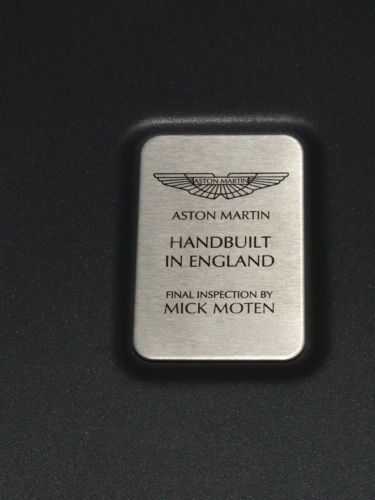 ASTON MARTIN
ASTON MARTIN
HANDBUILT
IN ENGLAND
FINAL INSPECTION BY
MICK MOTEN